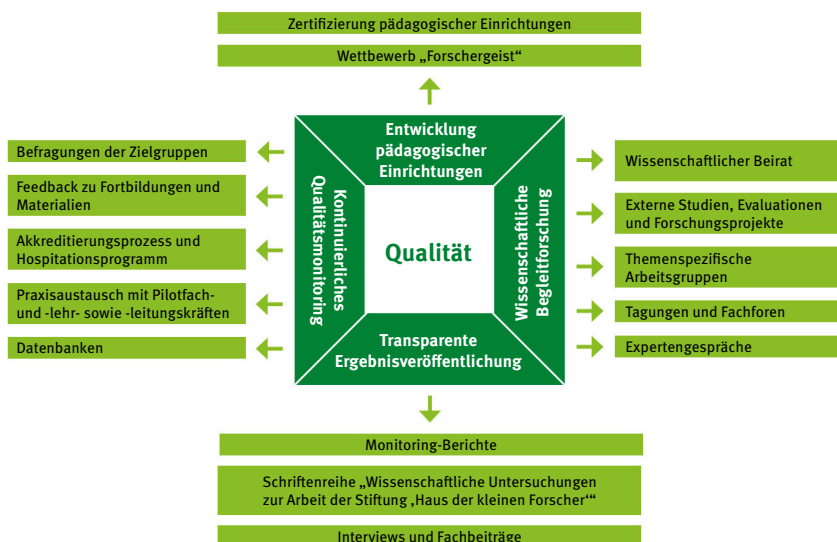 Zertifizierung pädagogischer Einrichtungen
Wettbewerb „Forschergeist“
Entwicklung
pädagogischer
Einrichtungen
Befragungen der Zielgruppen
Feedback zu Fortbildungen und
Materialien
Akkreditierungsprozess und
Hospitationsprogramm
Praxisaustausch mit Pilotfach-
und -lehr- sowie -leitungskräften
Datenbanken
Kontinuierliches
Qualitätsmonitoring
Qualität
Wissenschaftliche
Begleitforschung
Wissenschaftlicher Beirat
Externe Studien, Evaluationen
und Forschungsprojekte
Themenspezifische
Arbeitsgruppen
Tagungen und Fachforen
Expertengespräche
Transparente
Ergebnisveröffentlichung
Monitoring-Berichte
Schriftenreihe „Wissenschaftliche Untersuchungen
zur Arbeit der Stiftung ‚Haus der kleinen Forscher‘“
Interviews und Fachbeiträge